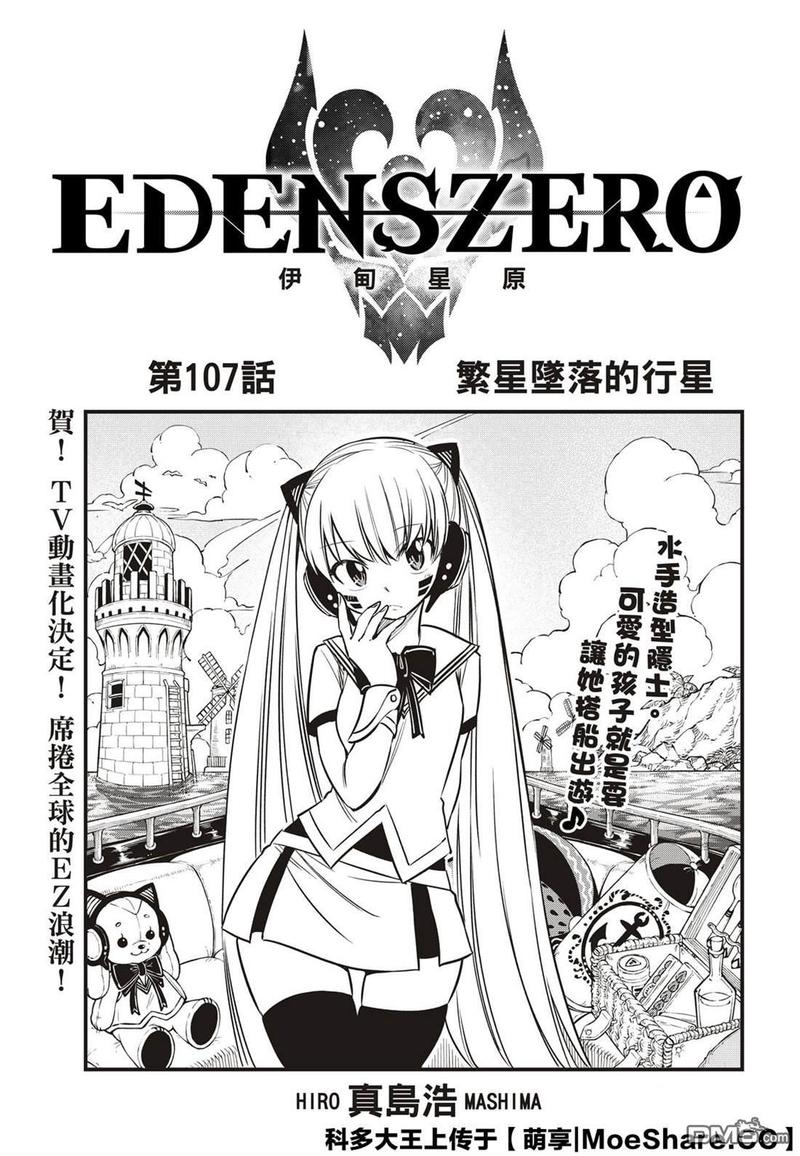 EDENSZERO
伊甸星原
第107話 繁星墜落的行星
賀！TV動畫化決定！席捲全球的EZ浪潮！
水手造型隱士。
可愛的孩子就是要
讓她搭船出遊♪
HIRO 真島浩 MASHIMA
科多大王上传于【萌享|MoeShare.CC】